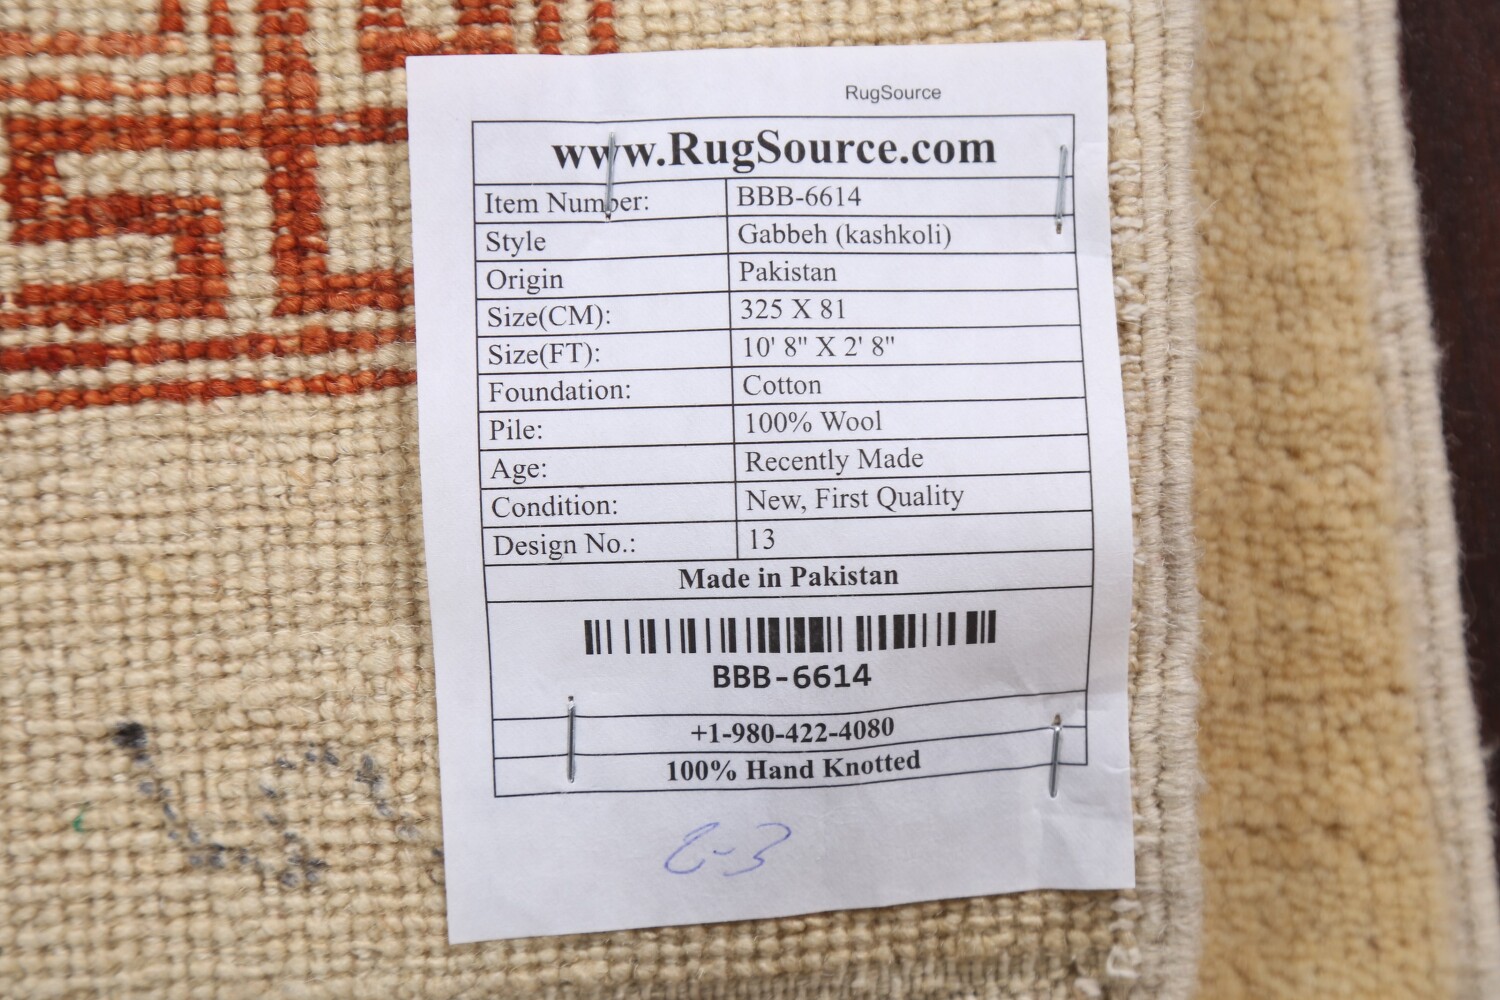 RugSource
www.RugSource.com
Item Number: BBB-6614
Style Gabbeh (kashkoli)
Origin Pakistan
Size(CM): 325 X 81
Size(FT): 10' 8" X 2' 8"
Foundation: Cotton
Pile: 100% Wool
Age: Recently Made
Condition: New, First Quality
Design No.: 13
Made in Pakistan
BBB-6614
+1-980-422-4080
100% Hand Knotted